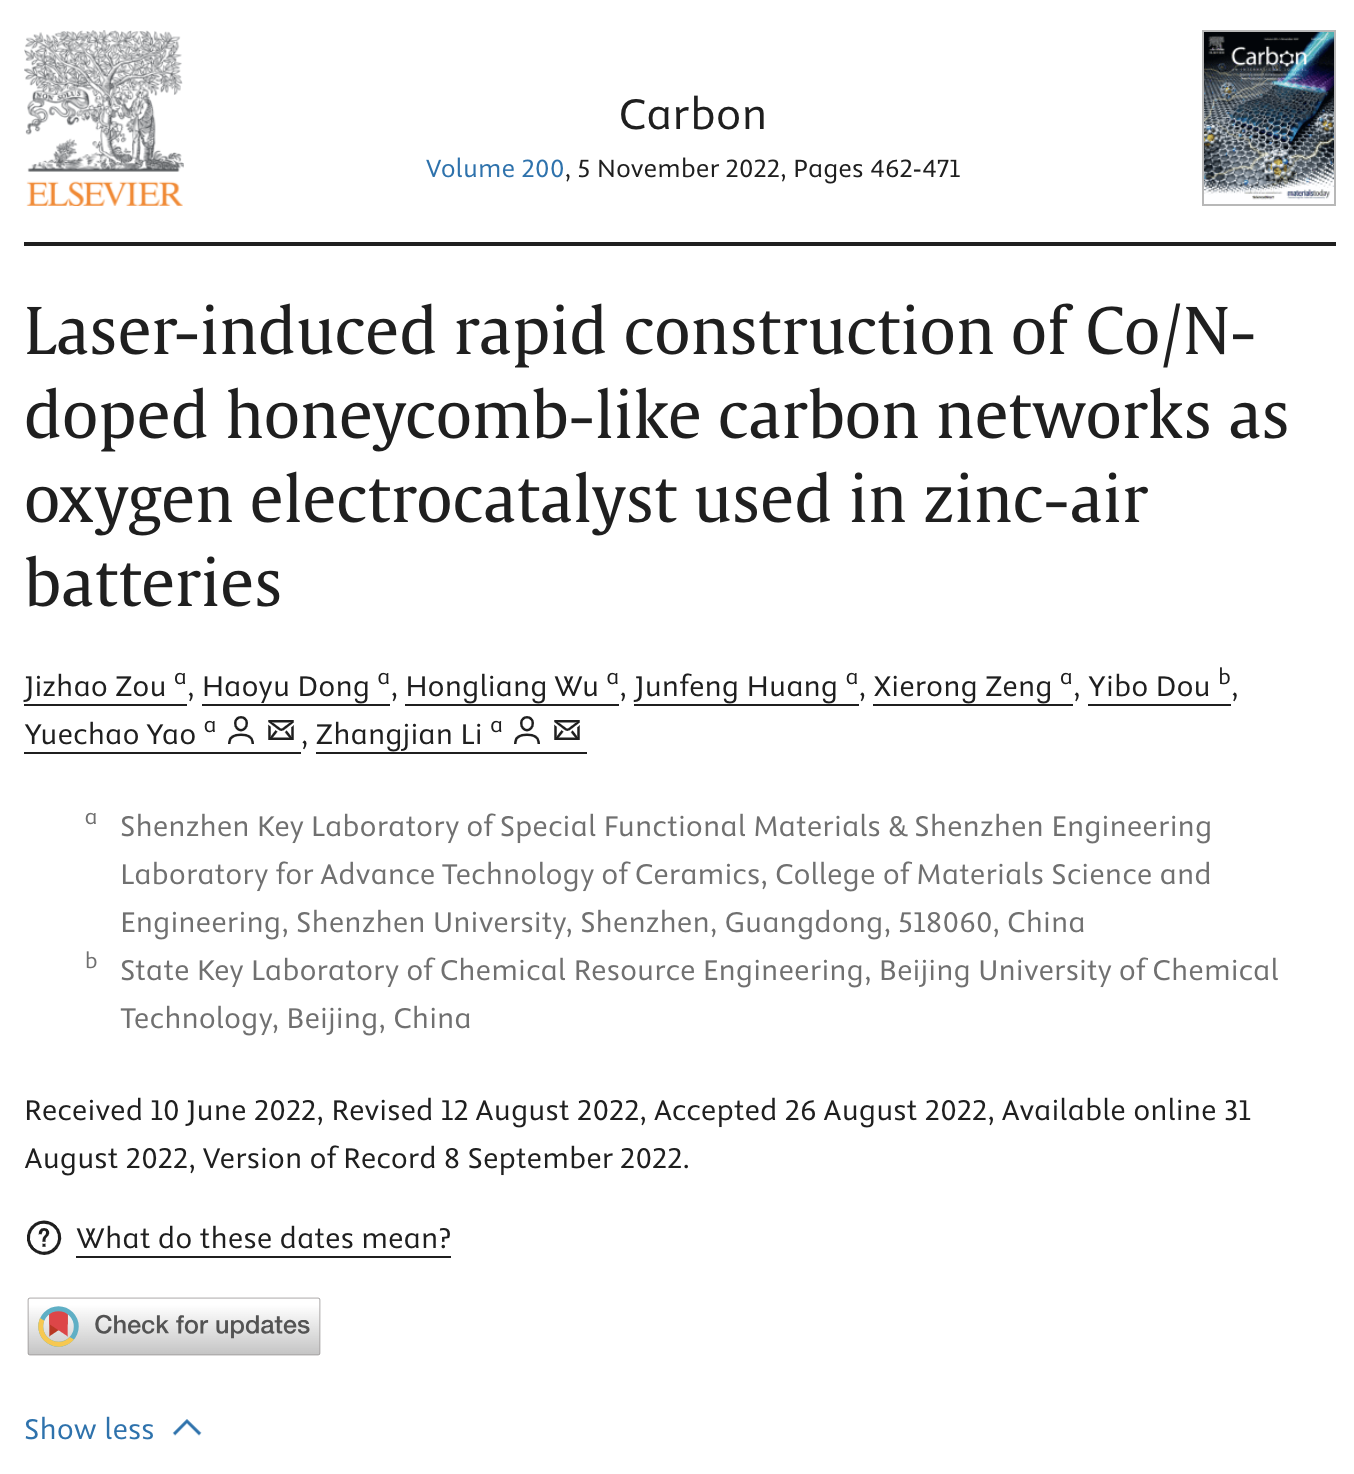 ELSEVIER
Carbon
Volume 200, 5 November 2022, Pages 462-471
Carbon
materialstoday
Laser-induced rapid construction of Co/N-
doped honeycomb-like carbon networks as
oxygen electrocatalyst used in zinc-air
batteries
Jizhao Zou a, Haoyu Dong a, Hongliang Wu a, Junfeng Huang a, Xierong Zeng a, Yibo Dou b,
Yuechao Yao a, Zhangjian Li a
a Shenzhen Key Laboratory of Special Functional Materials & Shenzhen Engineering
Laboratory for Advance Technology of Ceramics, College of Materials Science and
Engineering, Shenzhen University, Shenzhen, Guangdong, 518060, China
b State Key Laboratory of Chemical Resource Engineering, Beijing University of Chemical
Technology, Beijing, China
Received 10 June 2022, Revised 12 August 2022, Accepted 26 August 2022, Available online 31
August 2022, Version of Record 8 September 2022.
? What do these dates mean?
Check for updates
Show less